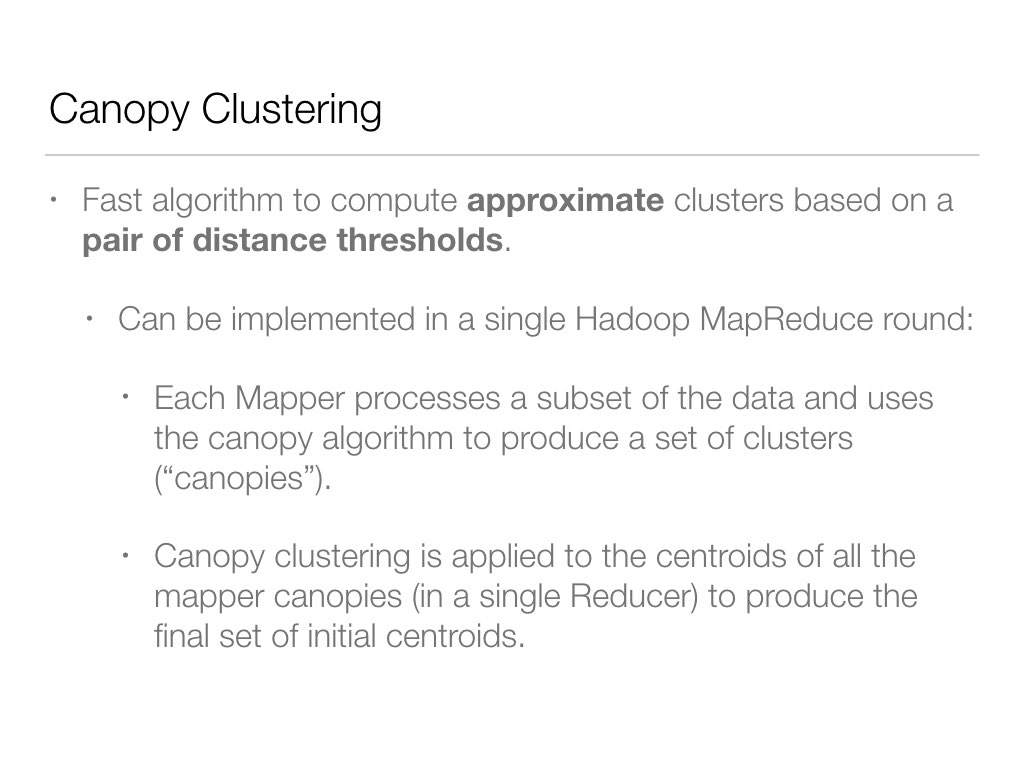 Canopy Clustering
• Fast algorithm to compute approximate clusters based on a
pair of distance thresholds.
• Can be implemented in a single Hadoop MapReduce round:
• Each Mapper processes a subset of the data and uses
the canopy algorithm to produce a set of clusters
(“canopies”).
• Canopy clustering is applied to the centroids of all the
mapper canopies (in a single Reducer) to produce the
final set of initial centroids.